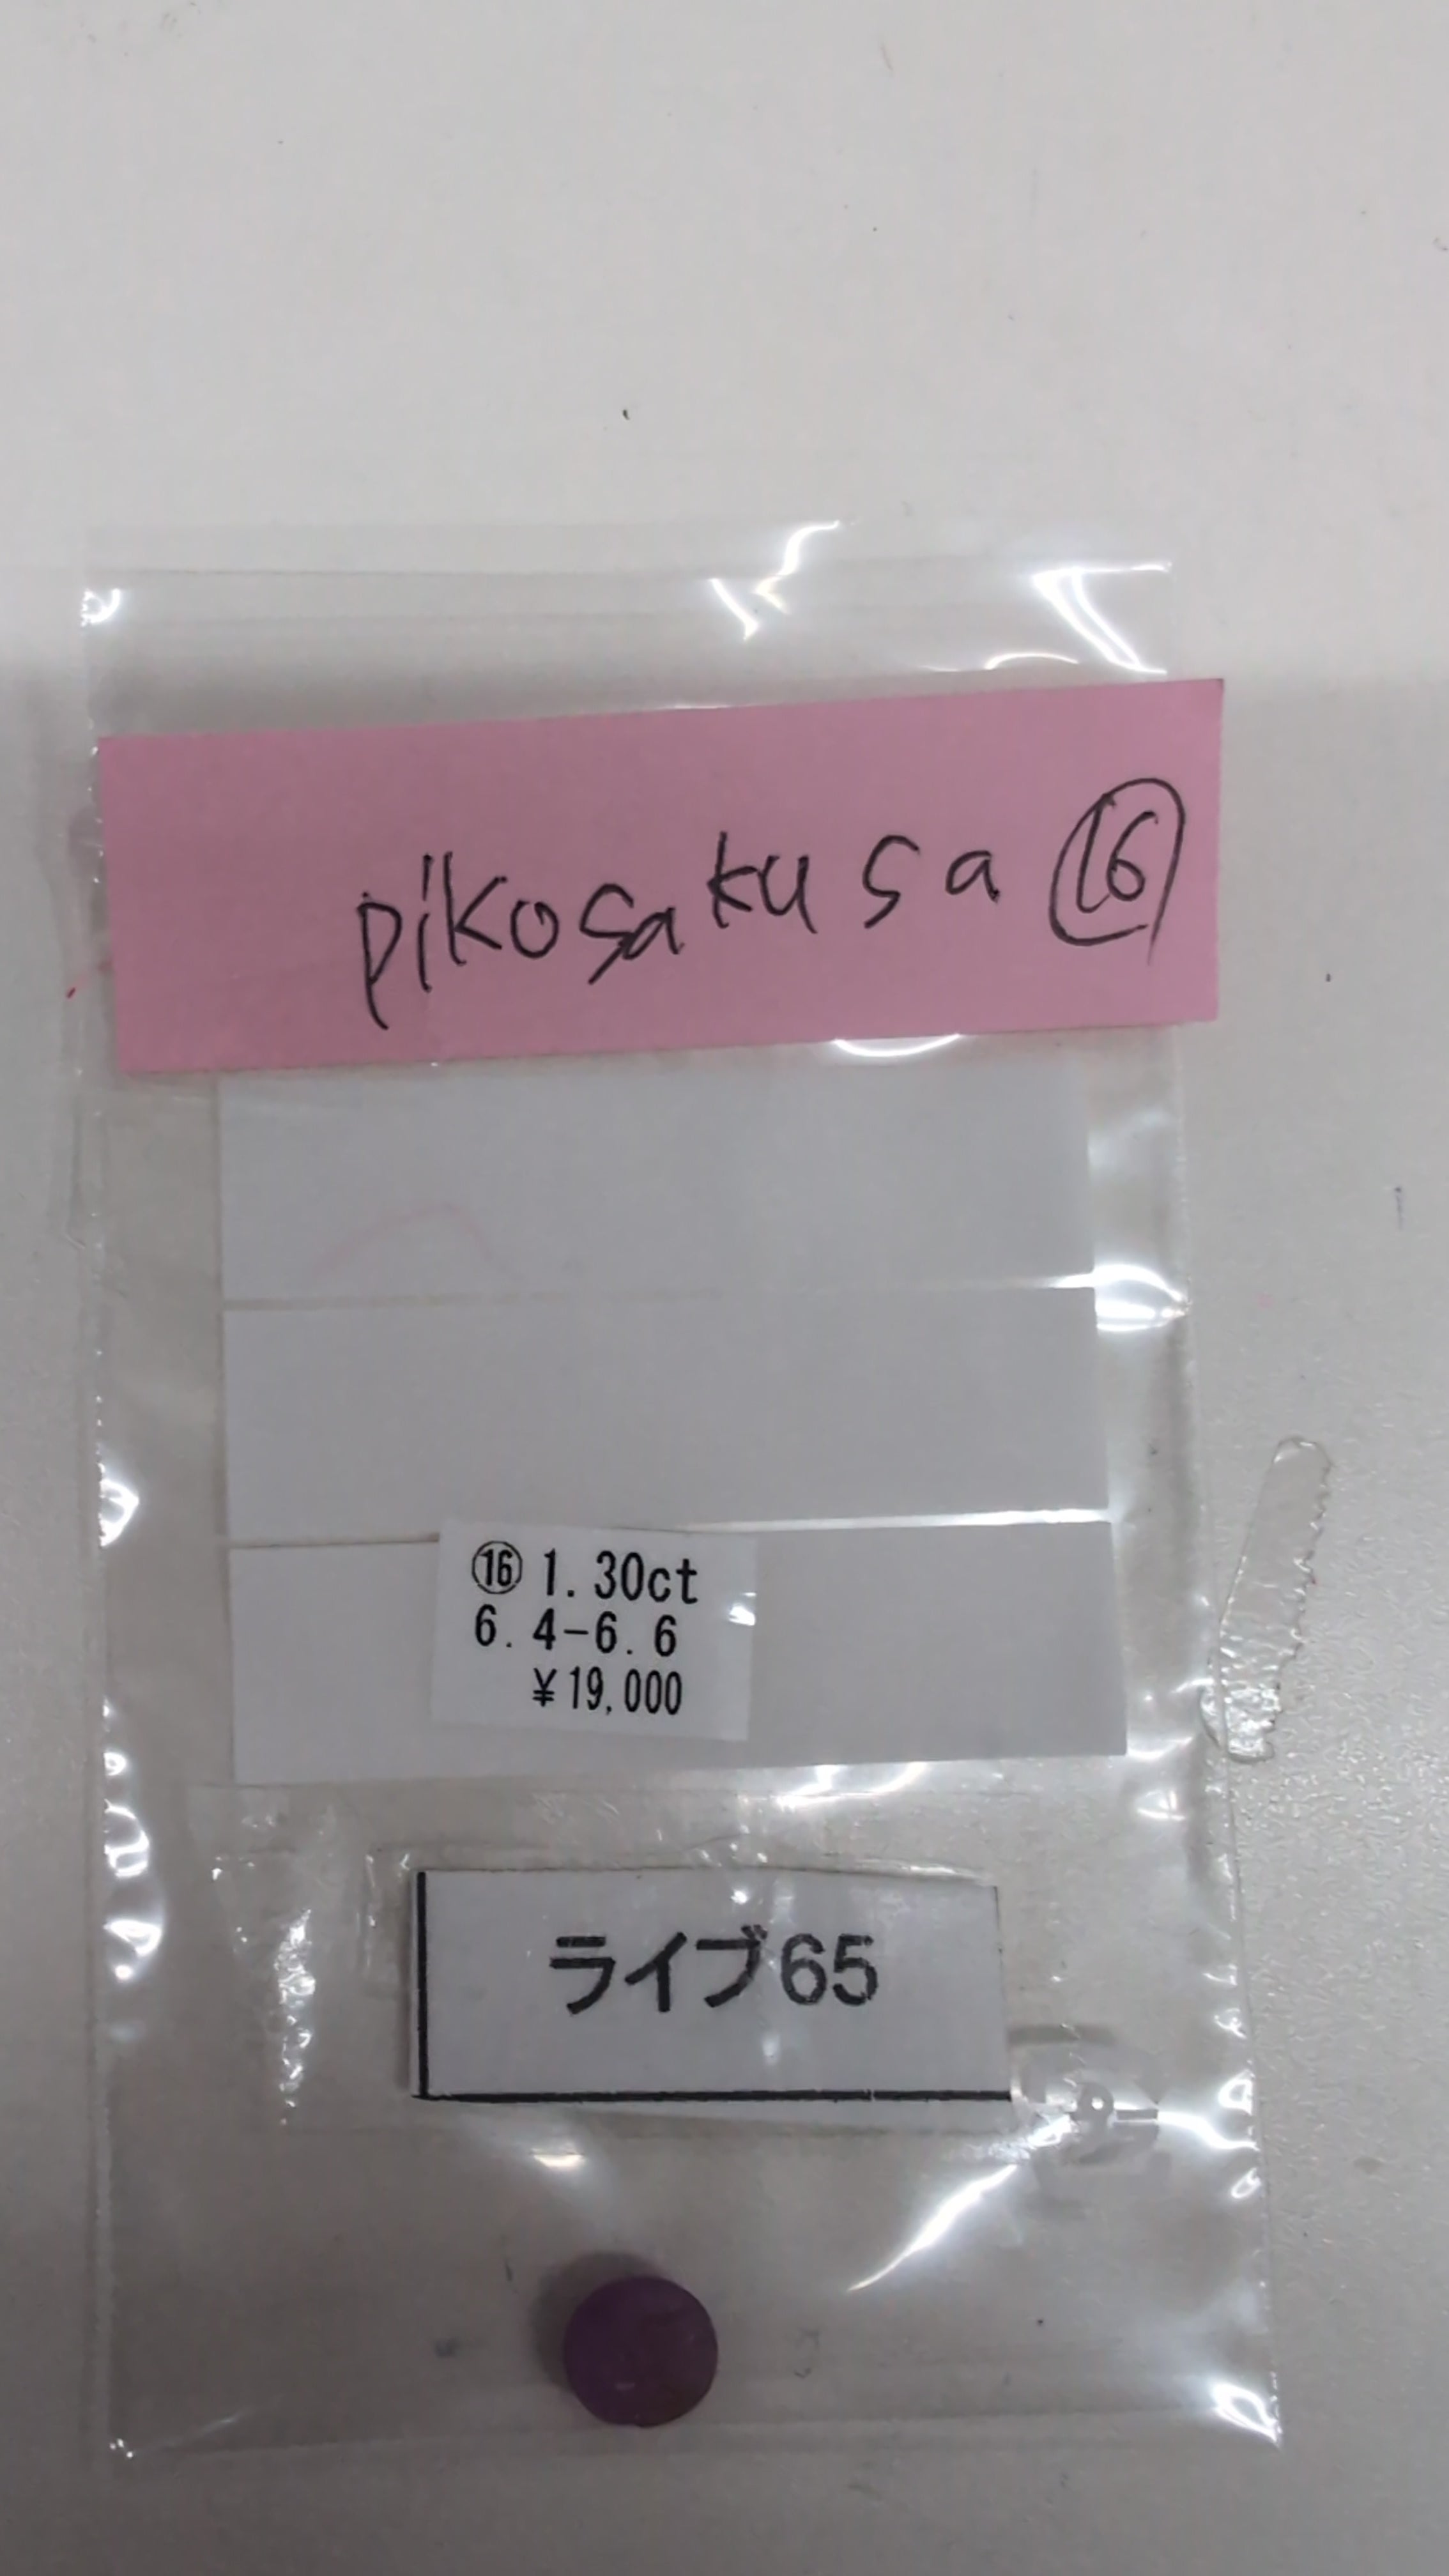 pikosakusa ⑯
⑯ 1.30ct
6.4-6.6
¥19,000
ライブ65